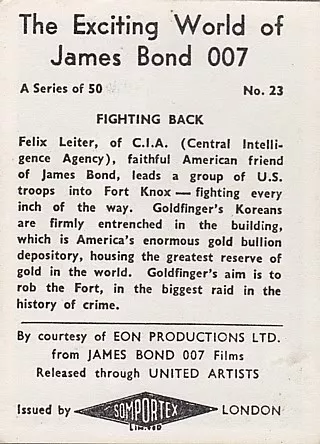 The Exciting World of
James Bond 007
A Series of 50 No. 23
FIGHTING BACK
Felix Leiter, of C.I.A. (Central Intelli-
gence Agency), faithful American friend
of James Bond, leads a group of U.S.
troops into Fort Knox — fighting every
inch of the way. Goldfinger's Koreans
are firmly entrenched in the building,
which is America's enormous gold bullion
depository, housing the greatest reserve of
gold in the world. Goldfinger's aim is to
rob the Fort, in the biggest raid in the
history of crime.
By courtesy of EON PRODUCTIONS LTD.
from JAMES BOND 007 Films
Released through UNITED ARTISTS
Issued by SOMPORTEX LONDON
LIMITED